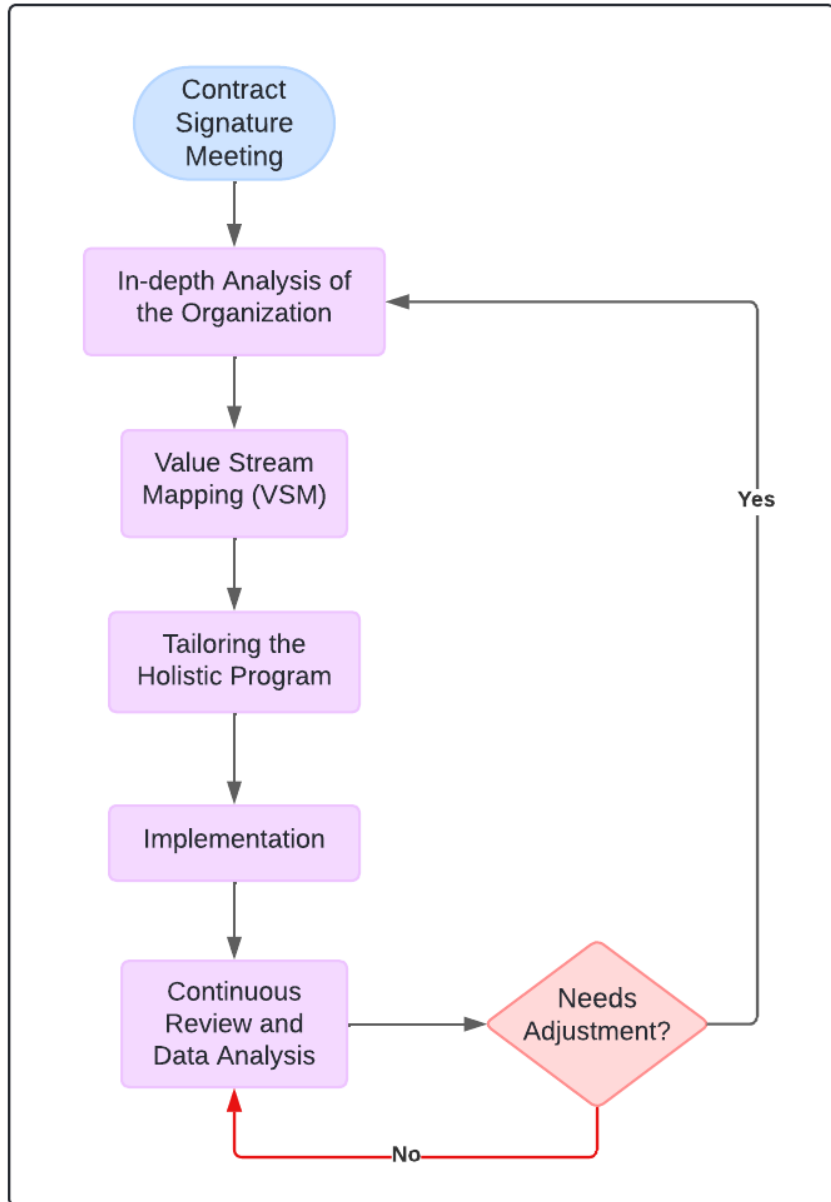 Contract
Signature
Meeting
In-depth Analysis of
the Organization
Value Stream
Mapping (VSM)
Yes
Tailoring the
Holistic Program
Implementation
Continuous
Review and
Data Analysis
Needs
Adjustment?
No